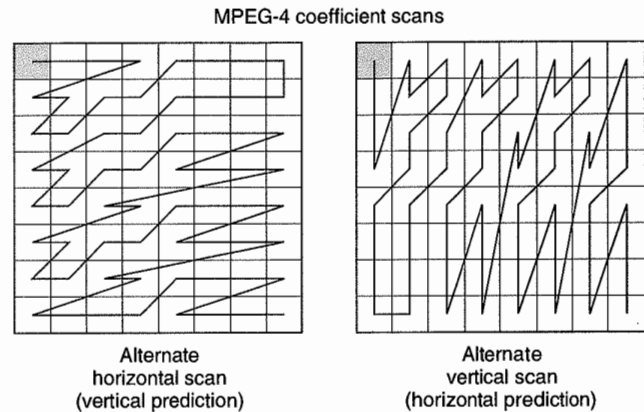 MPEG-4 coefficient scans
Alternate
horizontal scan
(vertical prediction)
Alternate
vertical scan
(horizontal prediction)